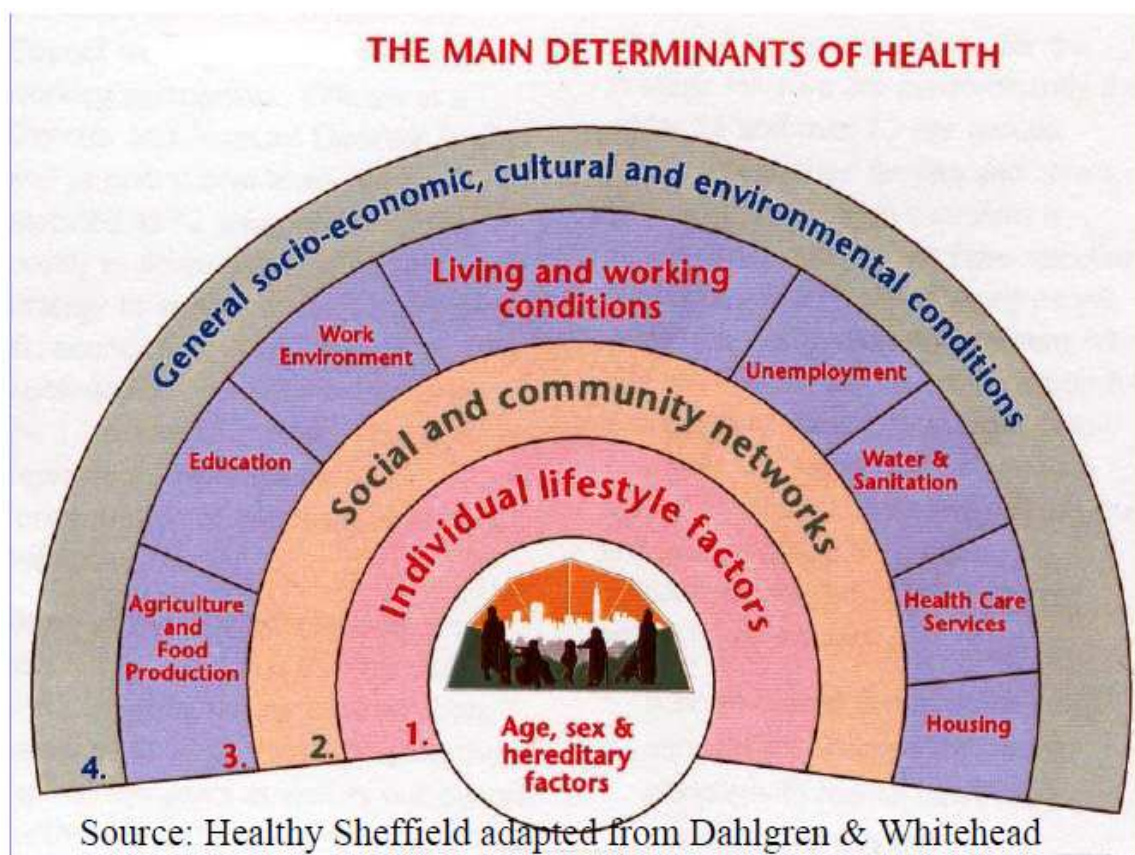 THE MAIN DETERMINANTS OF HEALTH
General socio-economic, cultural and environmental conditions
Living and working
conditions
Work
Environment
Unemployment
Education
Water &
Sanitation
Agriculture
and
Food
Production
Health Care
Services
Housing
Social and community networks
Individual lifestyle factors
Age, sex &
hereditary
factors
4.
3.
2.
1.
Source: Healthy Sheffield adapted from Dahlgren & Whitehead